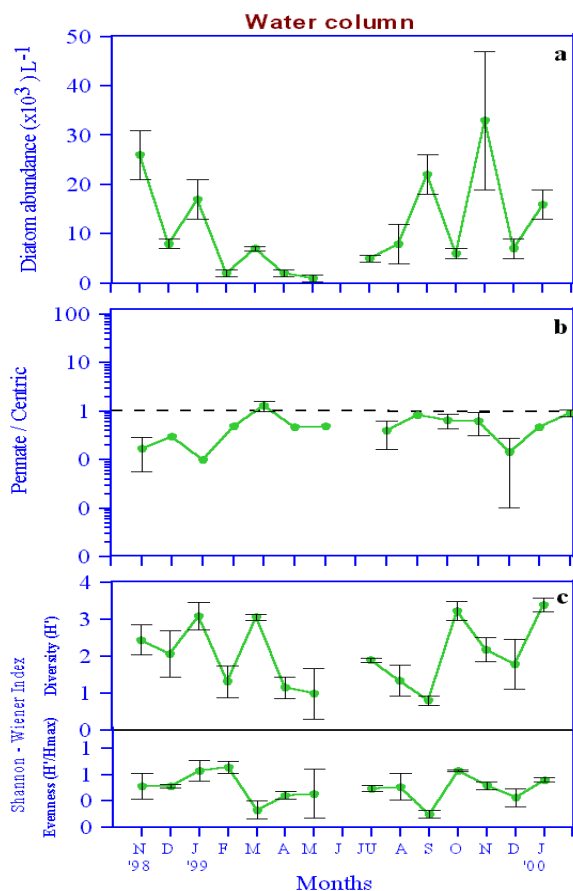 Water column
a
Diatom abundance (x10³) L⁻¹
50
40
30
20
10
0
b
Pennate / Centric
100
10
1
0
0
0
c
Shannon - Wiener Index
Diversity (H')
4
3
2
1
0
Evenness (H'/Hmax)
1
1
0
0
N D J F M A M J JU A S O N D J
'98 '99 '00
Months